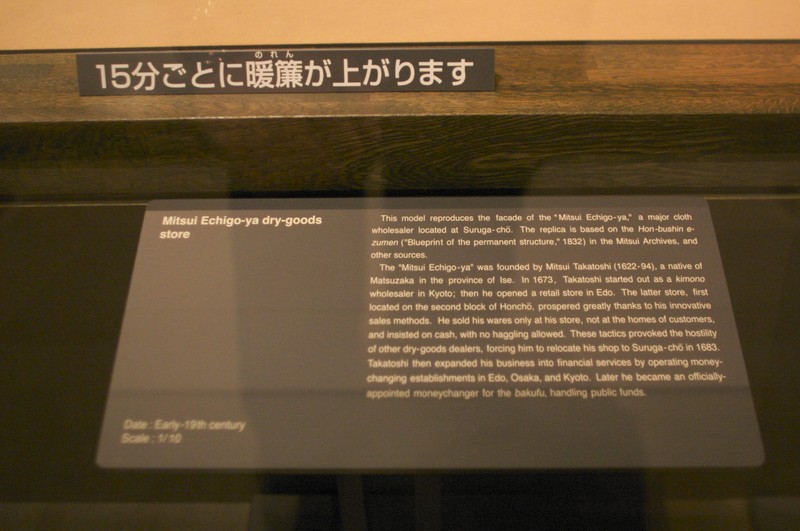 のれん
15分ごとに暖簾が上がります
Mitsui Echigo-ya dry-goods
store
This model reproduces the facade of the "Mitsui Echigo-ya," a major cloth
wholesaler located at Suruga-chō. The replica is based on the Hon-bushin e-
zumen ("Blueprint of the permanent structure," 1832) in the Mitsui Archives, and
other sources.
The "Mitsui Echigo-ya" was founded by Mitsui Takatoshi (1622-94), a native of
Matsuzaka in the province of Ise. In 1673, Takatoshi started out as a kimono
wholesaler in Kyoto; then he opened a retail store in Edo. The latter store, first
located on the second block of Honchō, prospered greatly thanks to his innovative
sales methods. He sold his wares only at his store, not at the homes of customers,
and insisted on cash, with no haggling allowed. These tactics provoked the hostility
of other dry-goods dealers, forcing him to relocate his shop to Suruga-chō in 1683.
Takatoshi then expanded his business into financial services by operating money-
changing establishments in Edo, Osaka, and Kyoto. Later he became an officially-
appointed moneychanger for the bakufu, handling public funds.
Date : Early-19th century
Scale : 1/10